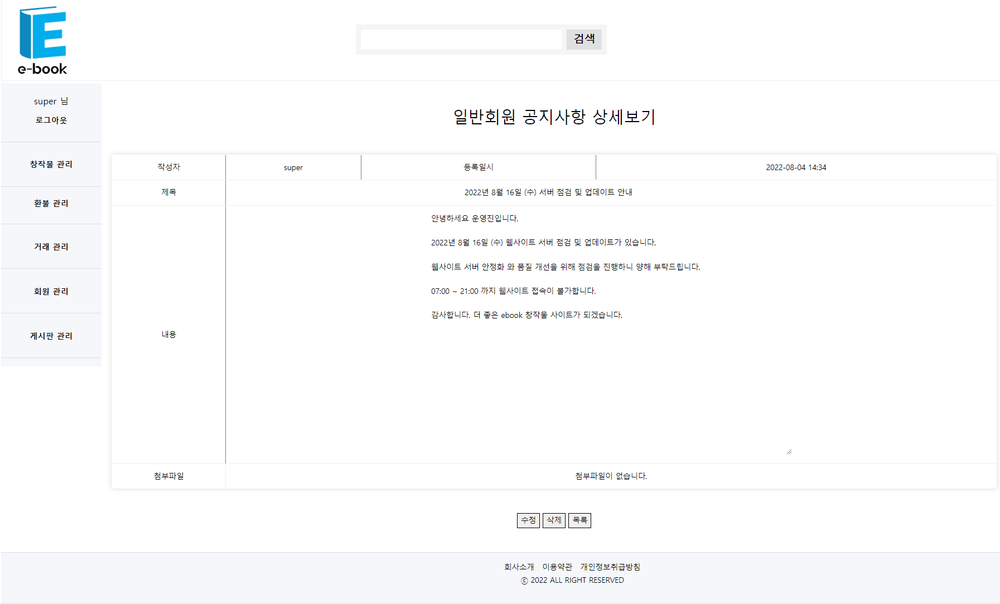 e-book
검색
super 님
로그아웃
창작물 관리
환불 관리
거래 관리
회원 관리
게시판 관리
일반회원 공지사항 상세보기
작성자 super 등록일시 2022-08-04 14:34
제목 2022년 8월 16일 (수) 서버 점검 및 업데이트 안내
내용
안녕하세요 운영진입니다.
2022년 8월 16일 (수) 웹사이트 서버 점검 및 업데이트가 있습니다.
웹사이트 서버 안정화 와 품질 개선을 위해 점검을 진행하니 양해 부탁드립니다.
07:00 ~ 21:00 까지 웹사이트 접속이 불가합니다.
감사합니다. 더 좋은 ebook 창작물 사이트가 되겠습니다.
첨부파일 첨부파일이 없습니다.
수정 삭제 목록
회사소개 이용약관 개인정보취급방침
ⓒ 2022 ALL RIGHT RESERVED